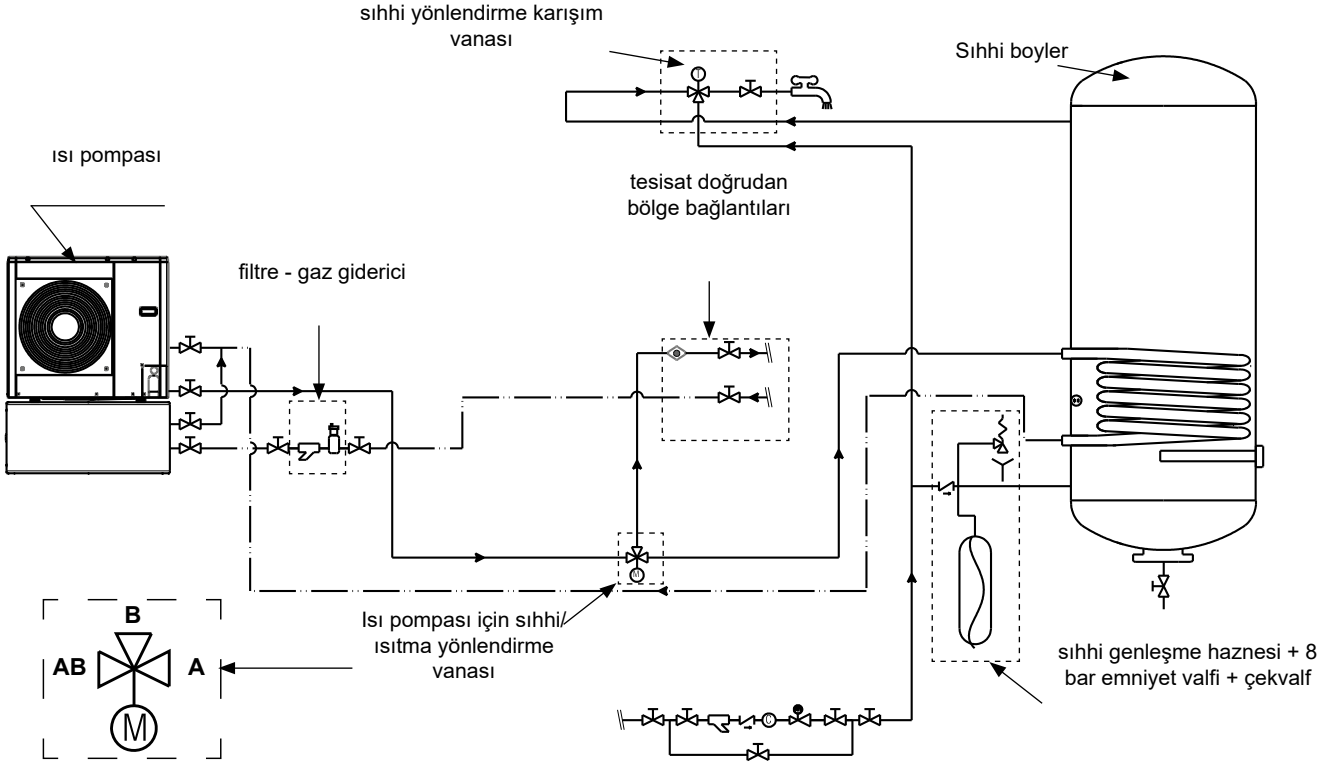 sıhhi yönlendirme karışım
vanası
Sıhhi boyler
T
ısı pompası
tesisat doğrudan
bölge bağlantıları
filtre - gaz giderici
M
Isı pompası için sıhhi/
ısıtma yönlendirme
vanası
B
AB
A
M
sıhhi genleşme haznesi + 8
bar emniyet valfi + çekvalf
C